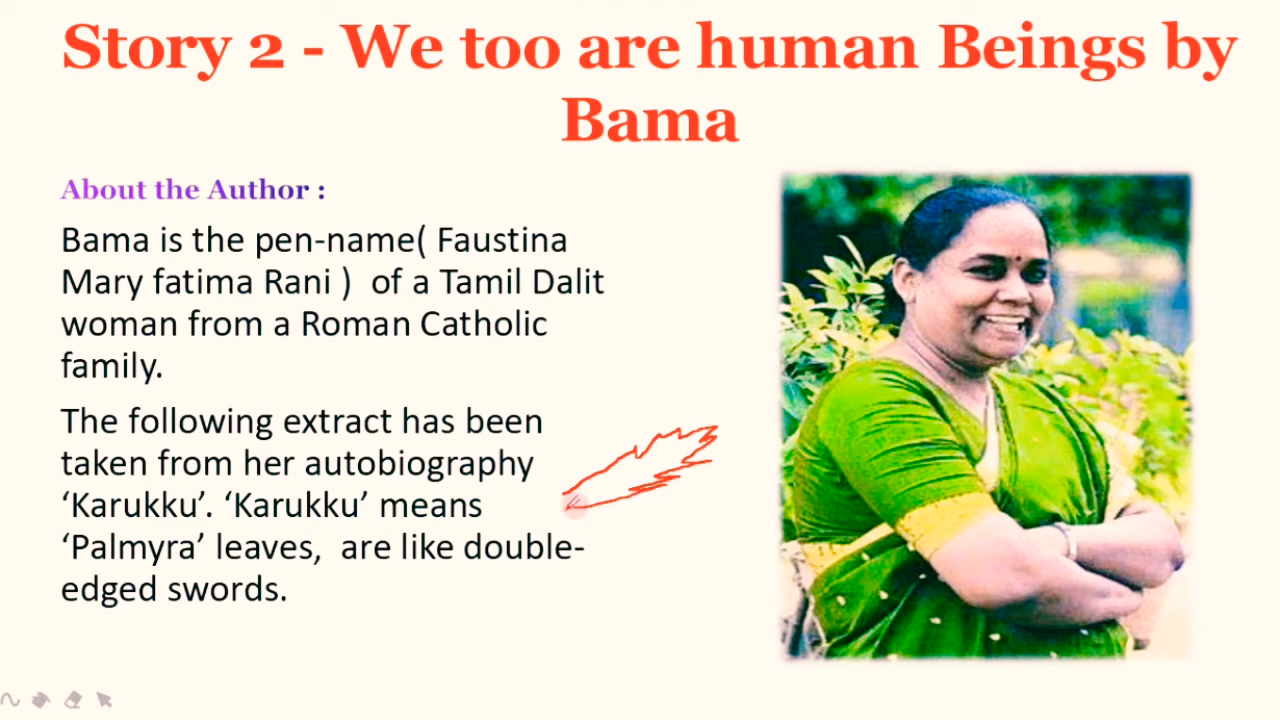 Story 2 - We too are human Beings by
Bama
About the Author :
Bama is the pen-name( Faustina
Mary fatima Rani )  of a Tamil Dalit
woman from a Roman Catholic
family.
The following extract has been
taken from her autobiography
‘Karukku’. ‘Karukku’ means
‘Palmyra’ leaves,  are like double-
edged swords.